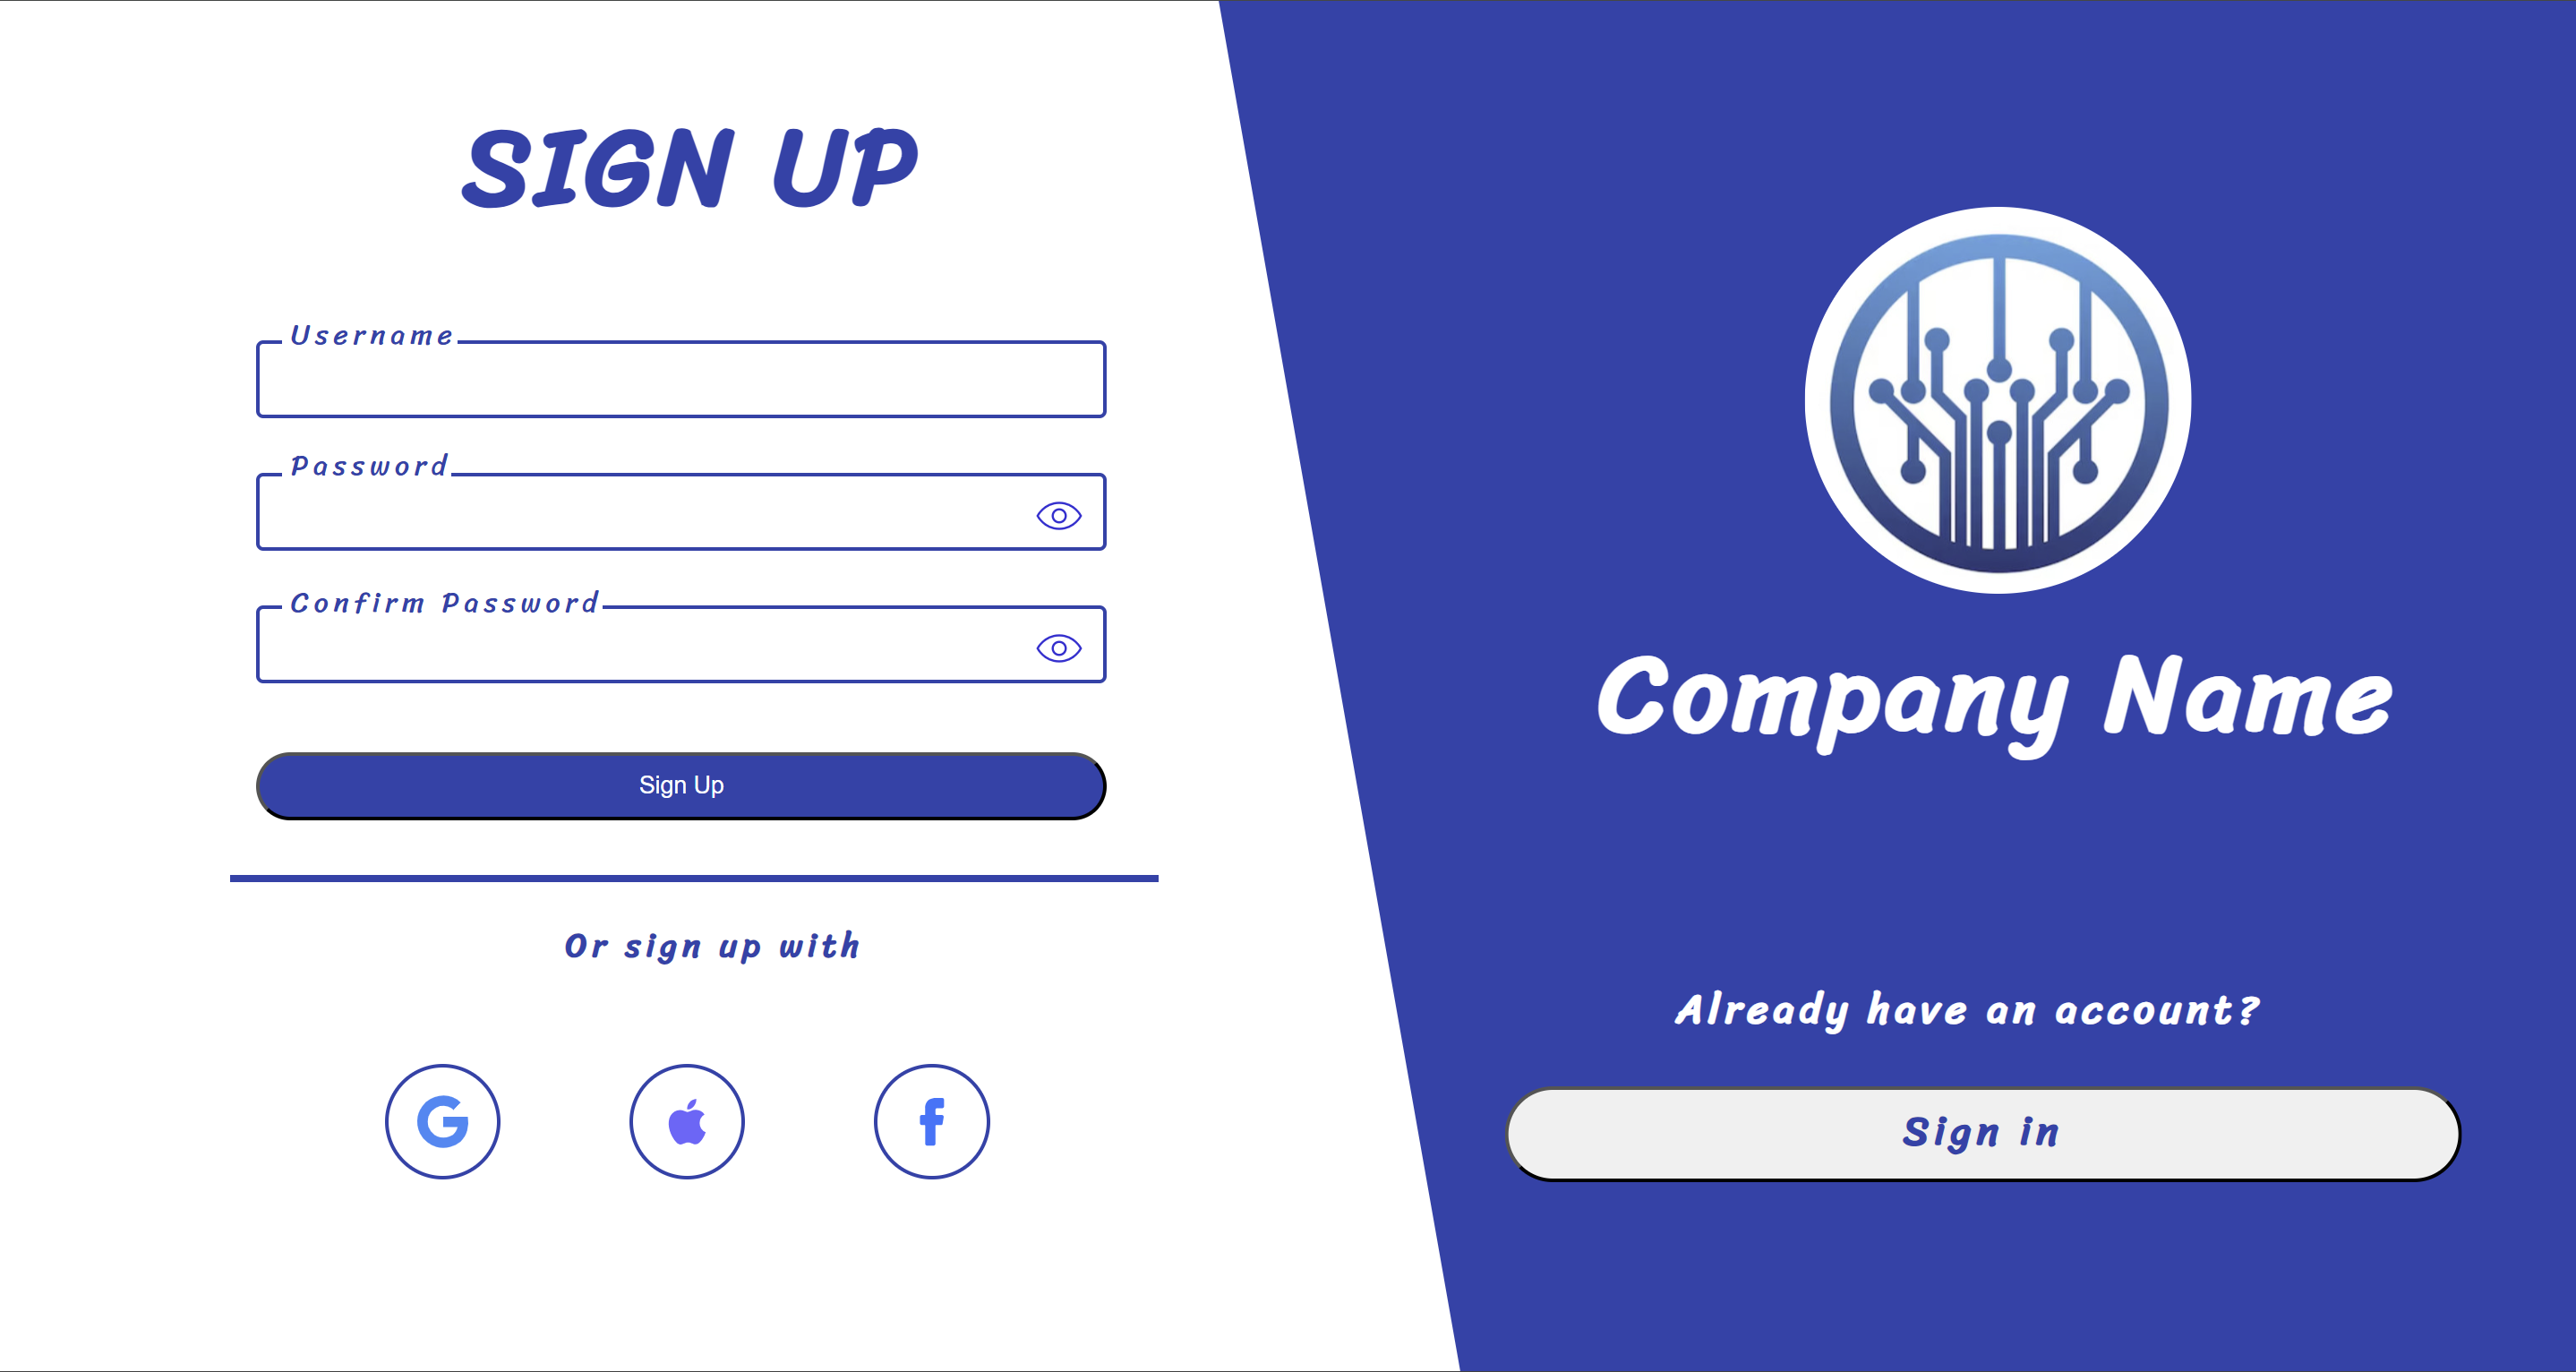 SIGN UP
Username
Password
Confirm Password
Sign Up
Or sign up with
Company Name
Already have an account?
Sign in